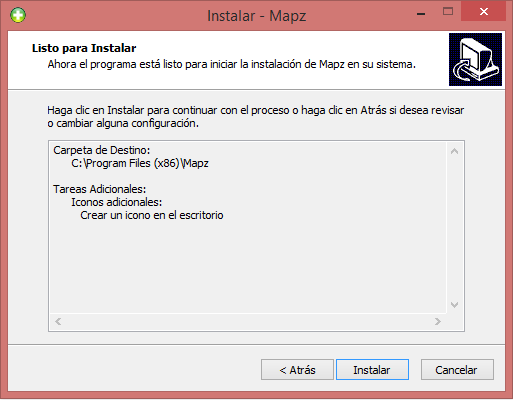 Instalar - Mapz
Listo para Instalar
Ahora el programa está listo para iniciar la instalación de Mapz en su sistema.
Haga clic en Instalar para continuar con el proceso o haga clic en Atrás si desea revisar
o cambiar alguna configuración.
Carpeta de Destino:
C:\Program Files (x86)\Mapz
Tareas Adicionales:
Iconos adicionales:
Crear un icono en el escritorio
< Atrás
Instalar
Cancelar